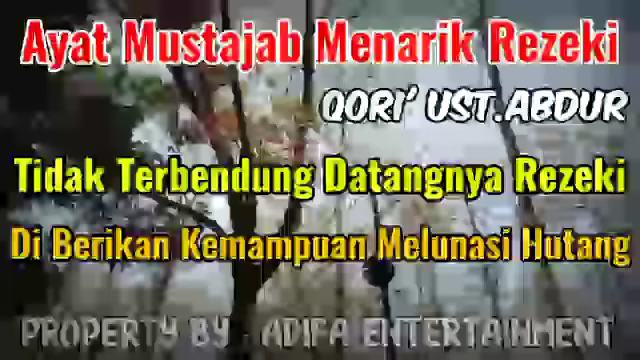 Ayat Mustajab Menarik Rezeki
QORI' UST.ABDUR
Tidak Terbendung Datangnya Rezeki
Di Berikan Kemampuan Melunasi Hutang
PROPERTY BY ADIFA ENTERTAINMENT